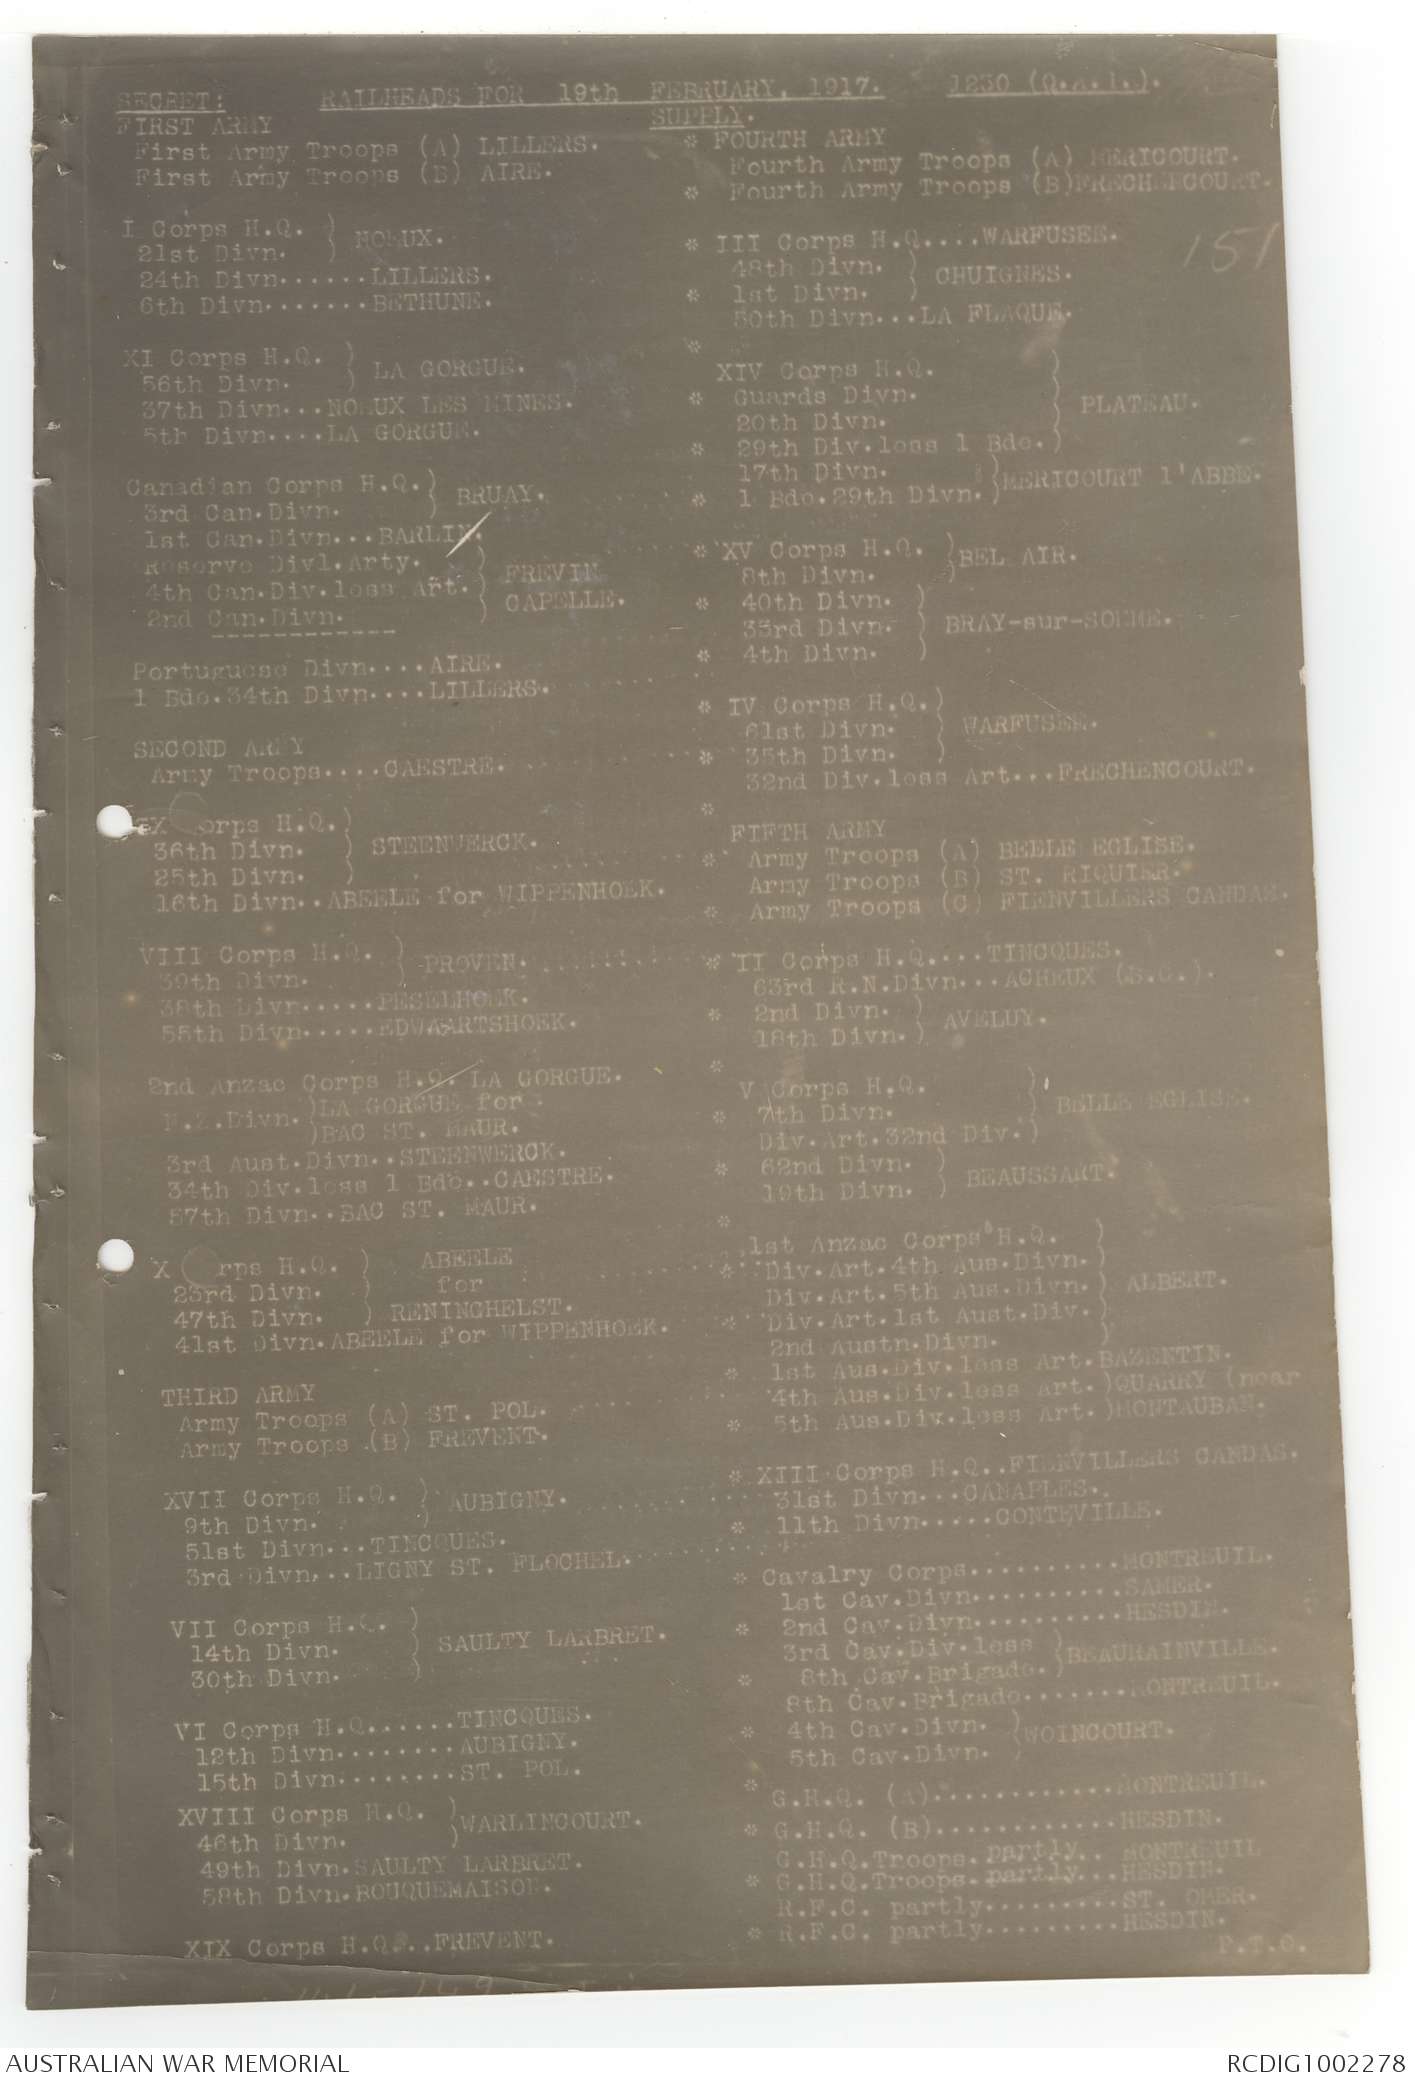 SECRET: RAILHEADS FOR 19th FEBRUARY, 1917. 1230 (Q.A.1.).
SUPPLY.
FIRST ARMY
First Army Troops (A) LILLERS.
First Army Troops (B) AIRE.
I Corps H.Q. )
21st Divn. ) NOEUX.
24th Divn......LILLERS.
6th Divn.......BETHUNE.
XI Corps H.Q. )
56th Divn. ) LA GORGUE.
37th Divn...NOEUX LES MINES.
5th Divn....LA GORGUE.
Canadian Corps H.Q.)
3rd Can.Divn. ) BRUAY.
1st Can.Divn...BARLIN.
Reserve Divl.Arty. )
4th Can.Div.less Art.) FREVIN
2nd Can.Divn. ) CAPELLE.
------------
Portuguese Divn....AIRE.
1 Bde.34th Divn....LILLERS.
SECOND ARMY
Army Troops....CAESTRE.
IX Corps H.Q.)
36th Divn. ) STEENWERCK.
25th Divn. )
16th Divn..ABEELE for WIPPENHOEK.
VIII Corps H.Q. )
39th Divn. ) PROVEN.
38th Divn.....PESELHOEK.
55th Divn.....EDWAARTSHOEK.
2nd Anzac Corps H.Q. LA GORGUE.
N.Z.Divn. )LA GORGUE for
)BAC ST. MAUR.
3rd Aust.Divn..STEENWERCK.
34th Div.less 1 Bde..CAESTRE.
57th Divn..BAC ST. MAUR.
X Corps H.Q. ) ABEELE
23rd Divn. ) for
47th Divn. ) RENINGHELST.
41st Divn.ABEELE for WIPPENHOEK.
THIRD ARMY
Army Troops (A) ST. POL.
Army Troops (B) FREVENT.
XVII Corps H.Q. )
9th Divn. ) AUBIGNY.
51st Divn...TINCQUES.
3rd Divn...LIGNY ST. FLOCHEL.
VII Corps H.Q. )
14th Divn. ) SAULTY LARBRET.
30th Divn. )
VI Corps H.Q......TINCQUES.
12th Divn........AUBIGNY.
15th Divn........ST. POL.
XVIII Corps H.Q. )
46th Divn. )WARLINCOURT.
49th Divn.SAULTY LARBRET.
58th Divn.BOUQUEMAISON.
XIX Corps H.Q...FREVENT.
* FOURTH ARMY
Fourth Army Troops (A) MERICOURT.
* Fourth Army Troops (B)FRECHENCOURT.
151
* III Corps H.Q....WARFUSEE.
48th Divn. )
* 1st Divn. ) CHUIGNES.
50th Divn...LA FLAQUE.
*
XIV Corps H.Q. )
* Guards Divn. )
20th Divn. ) PLATEAU.
* 29th Div.less 1 Bde.)
17th Divn. )
* 1 Bde.29th Divn.)MERICOURT l'ABBE.
* XV Corps H.Q. )BEL AIR.
8th Divn. )
* 40th Divn. )
33rd Divn. ) BRAY-sur-SOMME.
* 4th Divn. )
* IV Corps H.Q.)
61st Divn. ) WARFUSEE.
* 35th Divn. )
32nd Div.less Art...FRECHENCOURT.
*
FIFTH ARMY
* Army Troops (A) BELLE EGLISE.
Army Troops (B) ST. RIQUIER.
* Army Troops (C) FIENVILLERS CANDAS.
* II Corps H.Q....TINCQUES.
63rd R.N.Divn...ACHEUX (B.G.).
* 2nd Divn. ) AVELUY.
18th Divn.)
*
V Corps H.Q. )
* 7th Divn. ) BELLE EGLISE.
Div.Art.32nd Div.)
* 62nd Divn. )
19th Divn. ) BEAUSSART.
*
1st Anzac Corps H.Q. )
* Div.Art.4th Aus.Divn.)
Div.Art.5th Aus.Divn.) ALBERT.
* Div.Art.1st Aust.Div.)
2nd Austn.Divn. )
* 1st Aus.Div.less Art.BAZENTIN.
4th Aus.Div.less Art.)QUARRY (near
* 5th Aus.Div.less Art.)MONTAUBAN.
* XIII Corps H.Q..FIENVILLERS CANDAS.
31st Divn...CANAPLES.
* 11th Divn.....CONTEVILLE.
* Cavalry Corps..........MONTREUIL.
1st Cav.Divn..........SAMER.
* 2nd Cav.Divn..........HESDIN.
3rd Cav.Div.less )BEAURAINVILLE.
* 8th Cav.Brigade.)
8th Cav.Brigade.......MONTREUIL.
* 4th Cav.Divn. )WOINCOURT.
5th Cav.Divn. )
*
G.H.Q. (A)............MONTREUIL.
* G.H.Q. (B)............HESDIN.
G.H.Q.Troops.partly.. MONTREUIL
* G.H.Q.Troops.partly...HESDIN.
R.F.C. partly.........ST. OMER.
* R.F.C. partly.........HESDIN.
P.T.O.
AUSTRALIAN WAR MEMORIAL RCDIG1002278